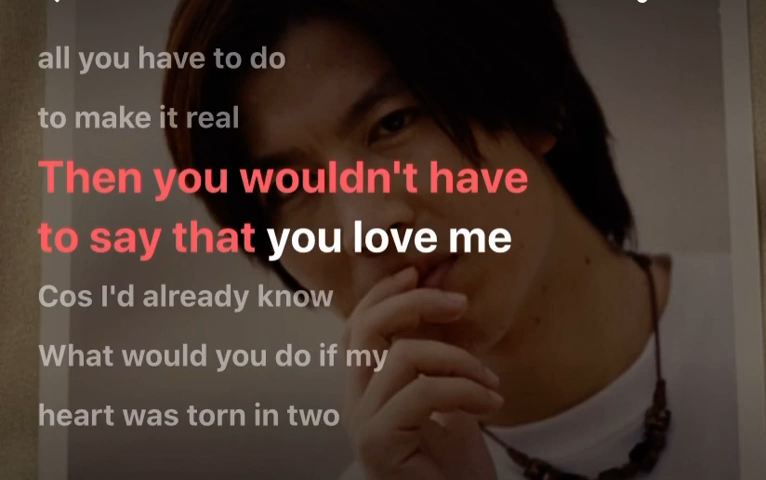 all you have to do
to make it real
Then you wouldn't have
to say that you love me
Cos I'd already know
What would you do if my
heart was torn in two